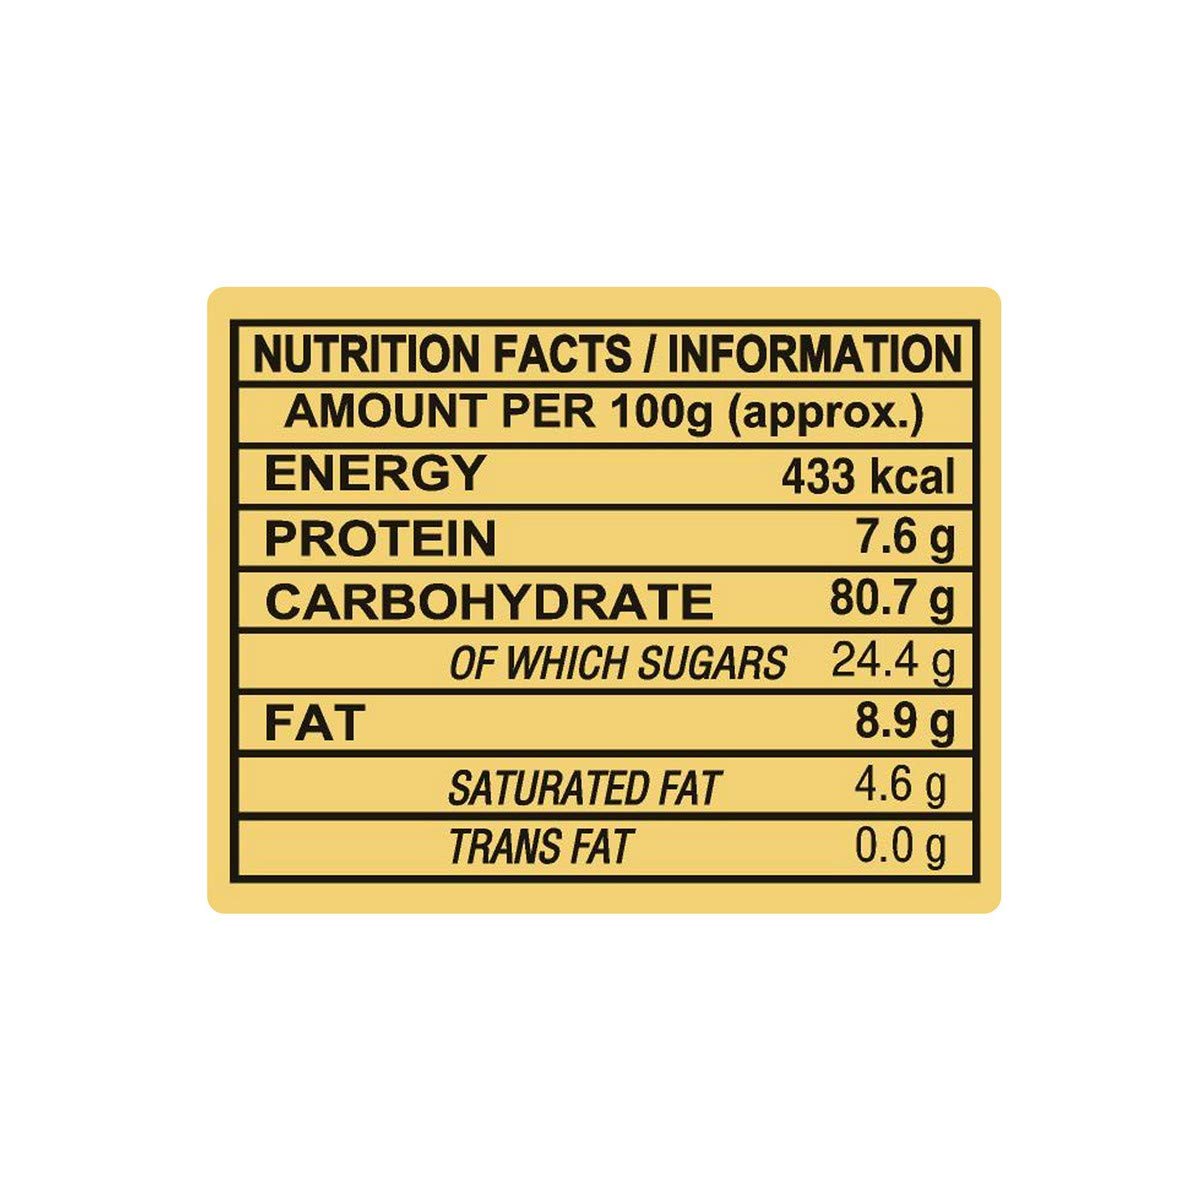 NUTRITION FACTS / INFORMATION
AMOUNT PER 100g (approx.)
ENERGY 433 kcal
PROTEIN 7.6 g
CARBOHYDRATE 80.7 g
OF WHICH SUGARS 24.4 g
FAT 8.9 g
SATURATED FAT 4.6 g
TRANS FAT 0.0 g